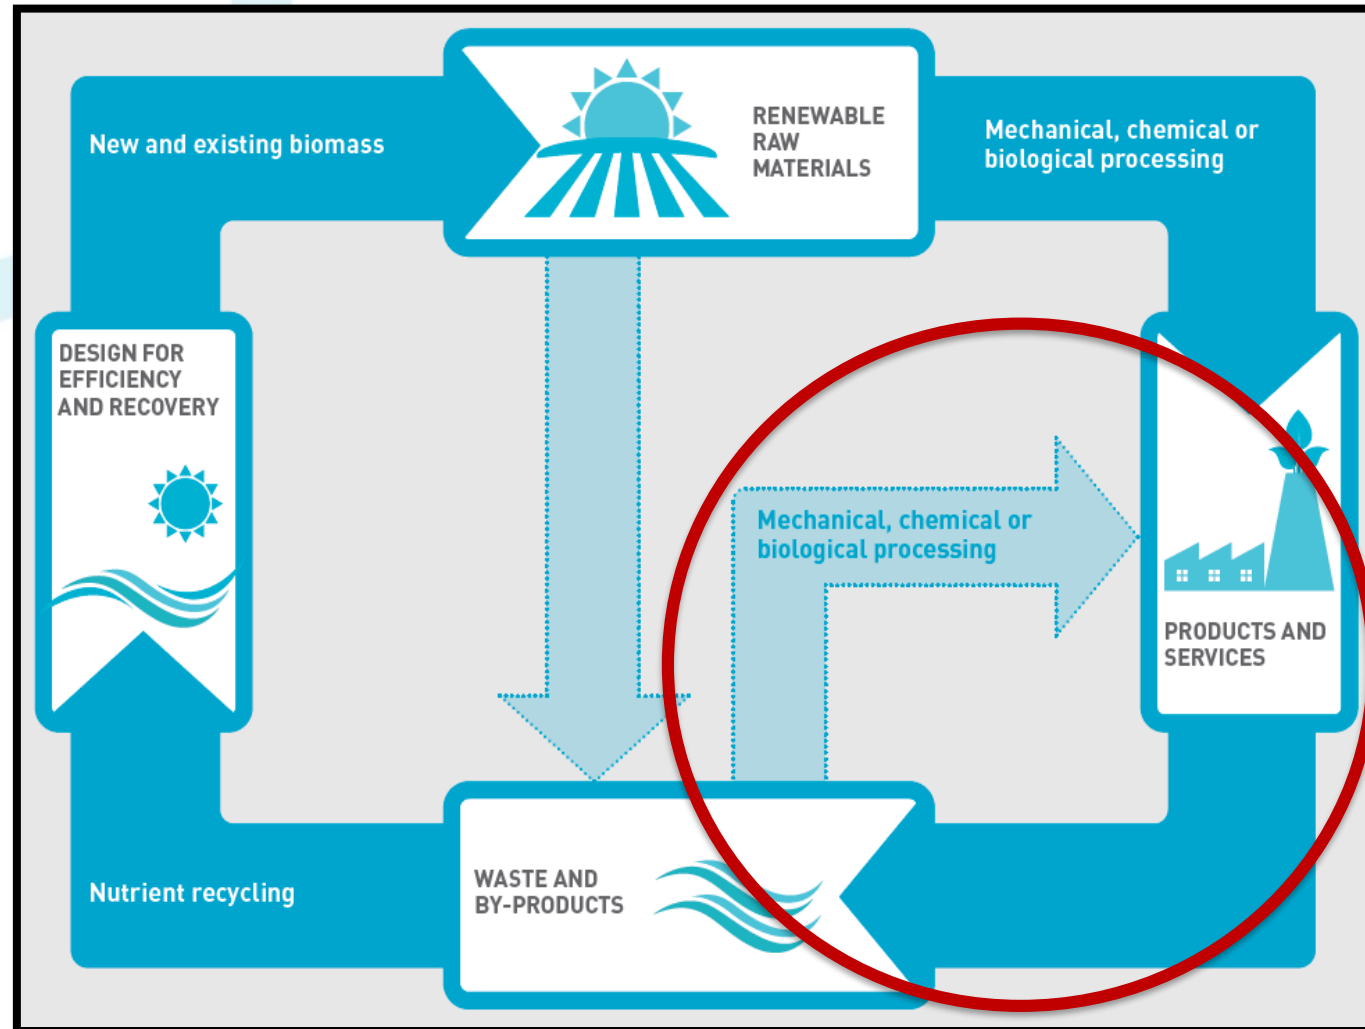 New and existing biomass
RENEWABLE
RAW
MATERIALS
Mechanical, chemical or
biological processing
DESIGN FOR
EFFICIENCY
AND RECOVERY
Mechanical, chemical or
biological processing
PRODUCTS AND
SERVICES
Nutrient recycling
WASTE AND
BY-PRODUCTS